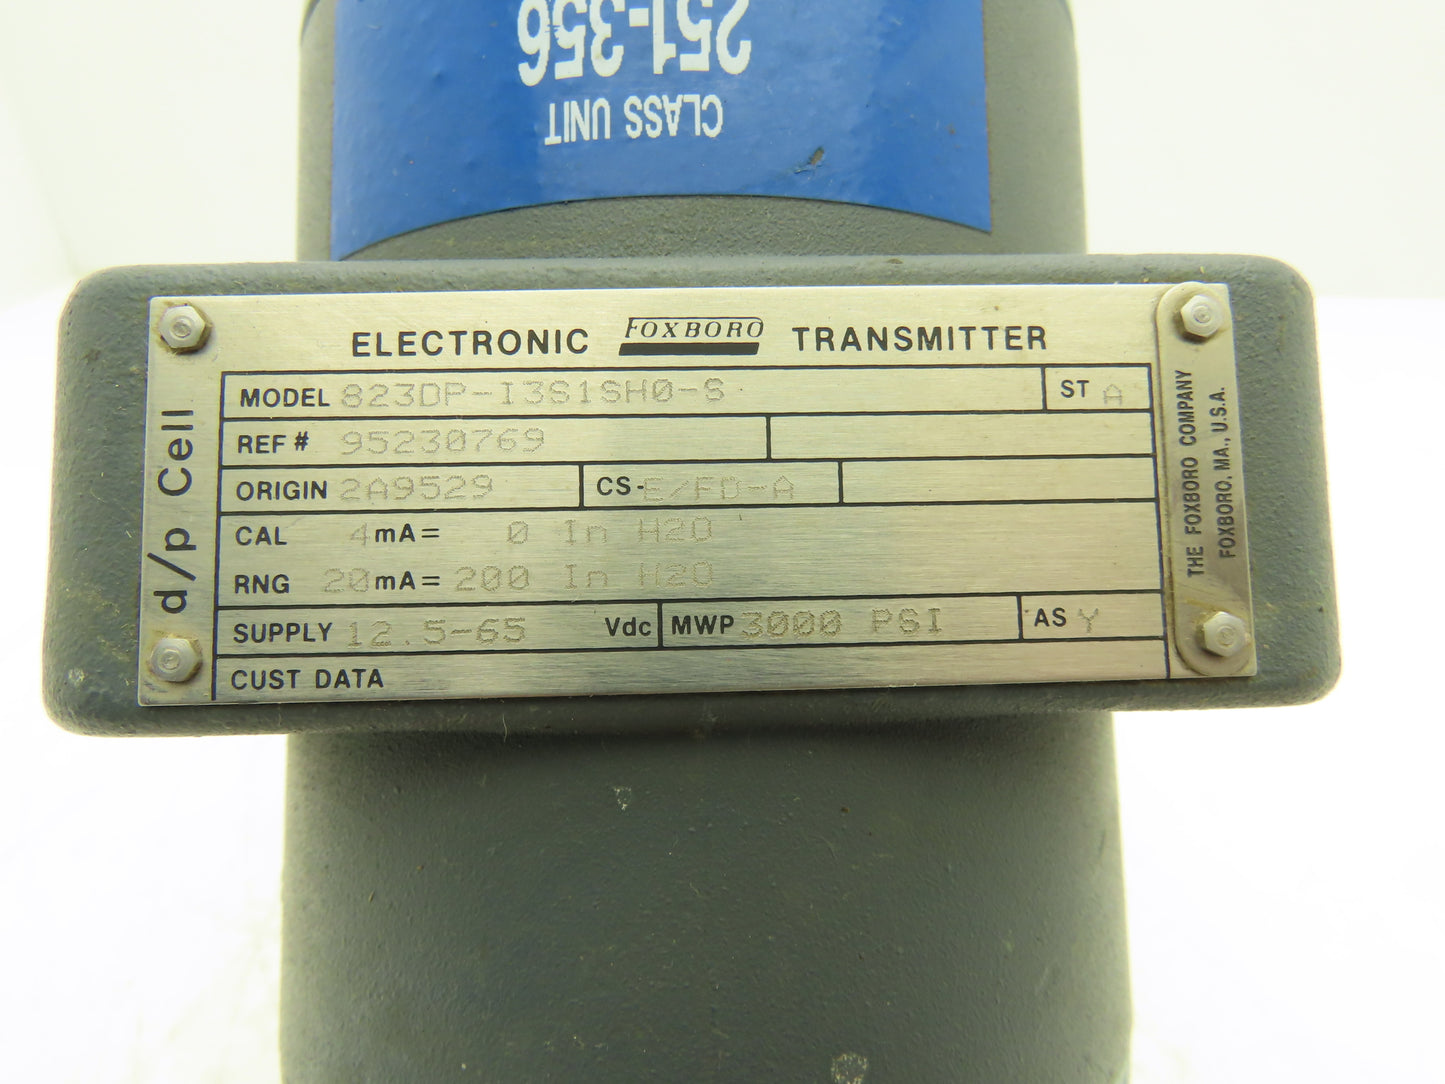 251-356
CLASS UNIT
ELECTRONIC FOXBORO TRANSMITTER
d/p Cell
MODEL 823DP-I3S1SH0-S ST A
REF # 95230769
ORIGIN 2A9529 CS-E/FD-A
CAL 4mA= 0 In H2O
RNG 20mA= 200 In H2O
SUPPLY 12.5-65 Vdc MWP 3000 PSI AS Y
CUST DATA
THE FOXBORO COMPANY
FOXBORO, MA., U.S.A.